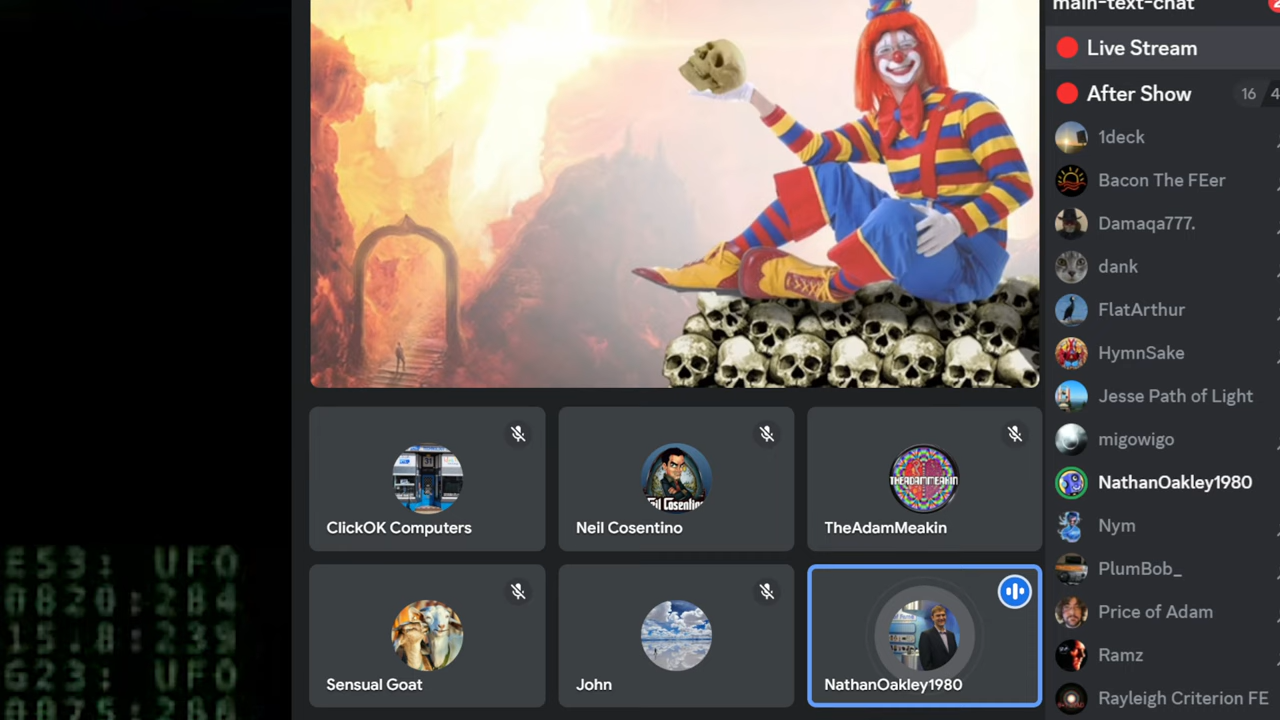 main-text-chat
Live Stream
After Show 16
1deck
Bacon The FEer
Damaqa777.
dank
FlatArthur
HymnSake
Jesse Path of Light
migowigo
NathanOakley1980
Nym
PlumBob_
Price of Adam
Ramz
Rayleigh Criterion FE
ClickOK Computers
Neil Cosentino
THEADAMMEAKIN
TheAdamMeakin
Sensual Goat
John
NathanOakley1980
E53: UFO
0820:284
15.8:239
G23: UFO